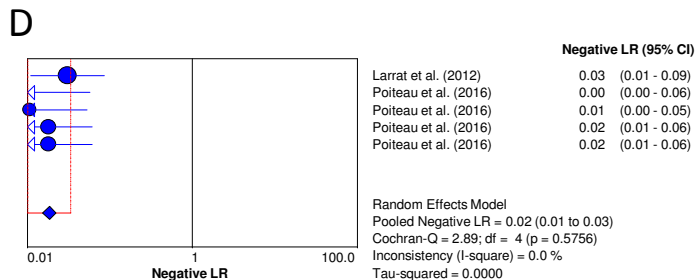 D
Negative LR (95% CI)
Larrat et al. (2012) 0.03 (0.01 - 0.09)
Poiteau et al. (2016) 0.00 (0.00 - 0.06)
Poiteau et al. (2016) 0.01 (0.00 - 0.05)
Poiteau et al. (2016) 0.02 (0.01 - 0.06)
Poiteau et al. (2016) 0.02 (0.01 - 0.06)
Random Effects Model
Pooled Negative LR = 0.02 (0.01 to 0.03)
Cochran-Q = 2.89; df = 4 (p = 0.5756)
Inconsistency (I-square) = 0.0 %
Tau-squared = 0.0000
0.01 1 100.0
Negative LR